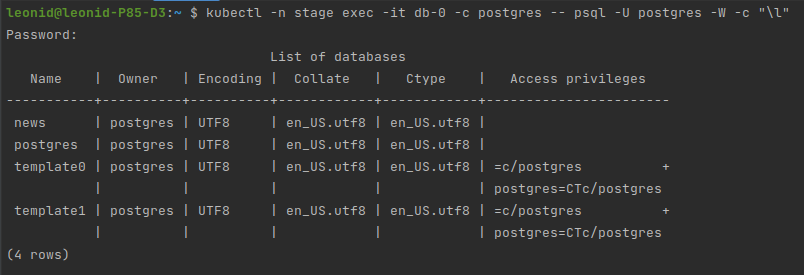 leonid@leonid-P85-D3:~ $ kubectl -n stage exec -it db-0 -c postgres -- psql -U postgres -W -c "\l"
Password:
                                 List of databases
   Name    |  Owner   | Encoding |  Collate   |   Ctype    |   Access privileges
-----------+----------+----------+------------+------------+-----------------------
 news      | postgres | UTF8     | en_US.utf8 | en_US.utf8 |
 postgres  | postgres | UTF8     | en_US.utf8 | en_US.utf8 |
 template0 | postgres | UTF8     | en_US.utf8 | en_US.utf8 | =c/postgres          +
           |          |          |            |            | postgres=CTc/postgres
 template1 | postgres | UTF8     | en_US.utf8 | en_US.utf8 | =c/postgres          +
           |          |          |            |            | postgres=CTc/postgres
(4 rows)